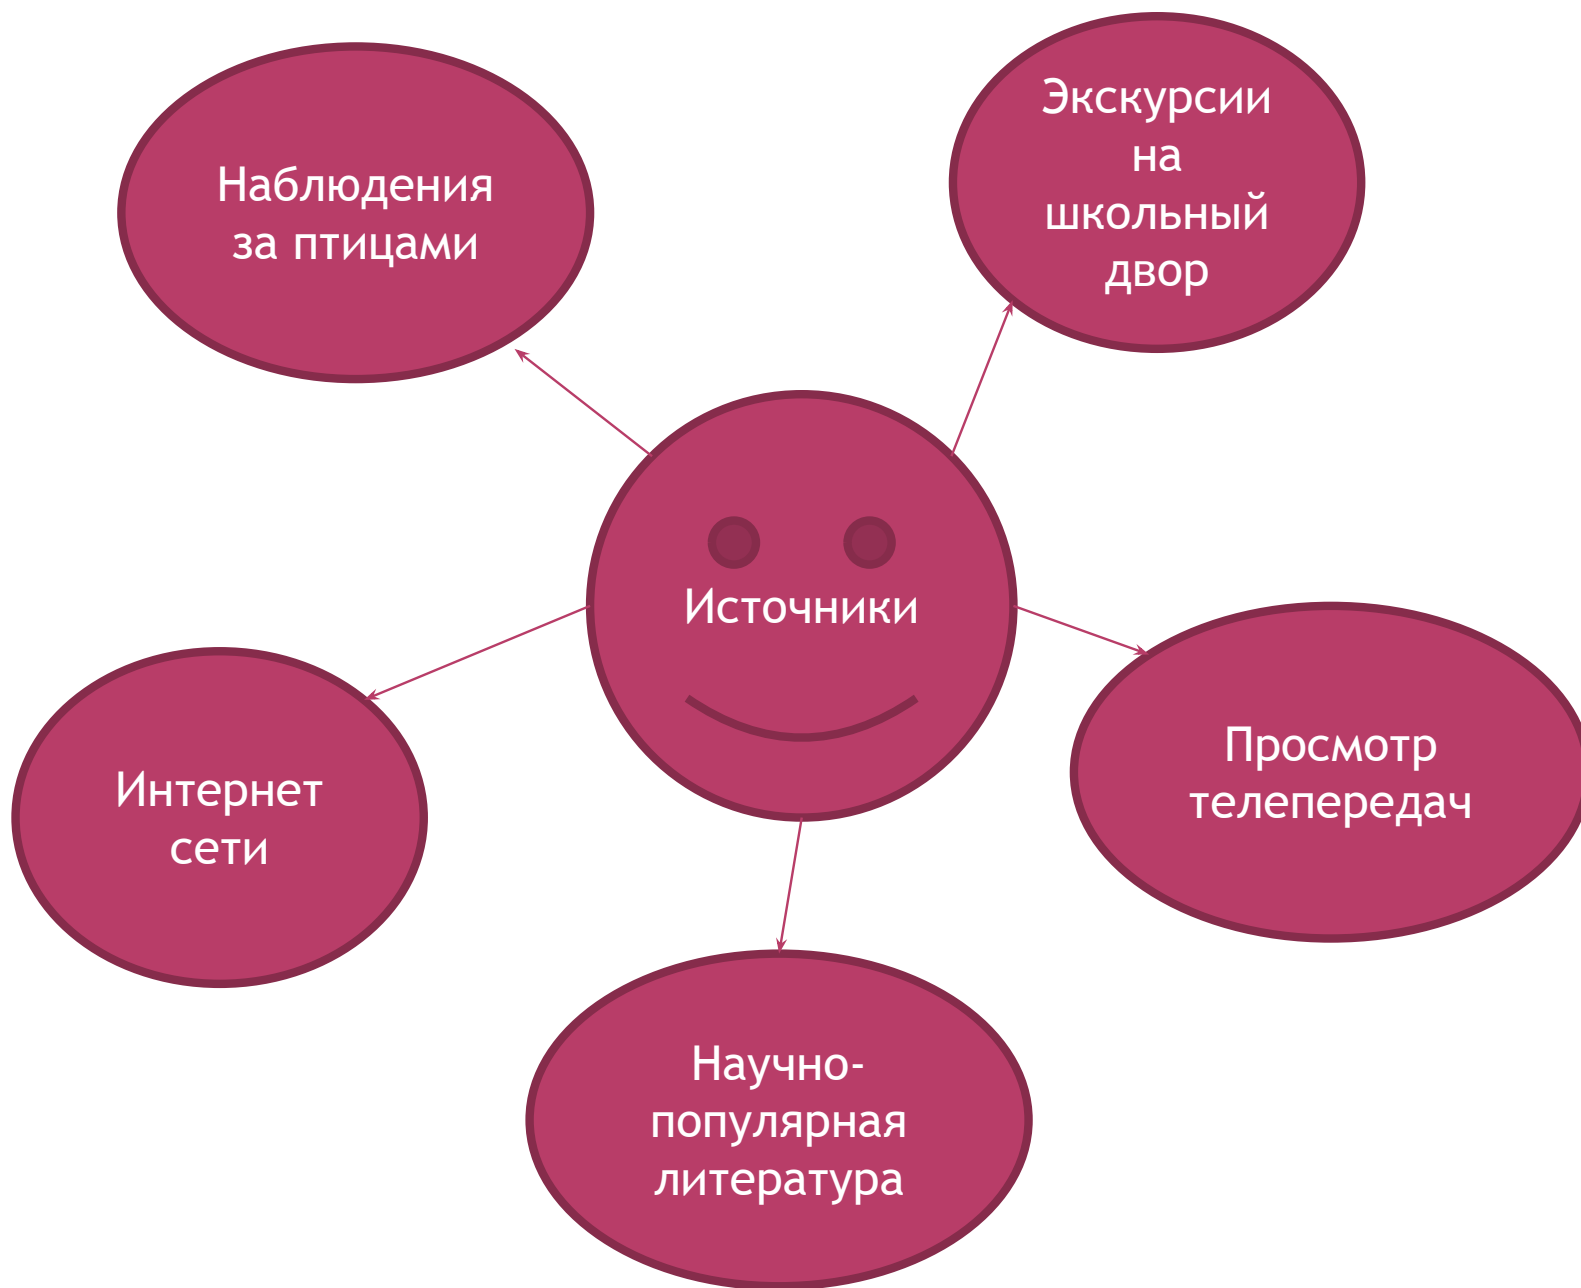 Наблюдения
за птицами
Экскурсии
на
школьный
двор
Источники
Интернет
сети
Просмотр
телепередач
Научно-
популярная
литература